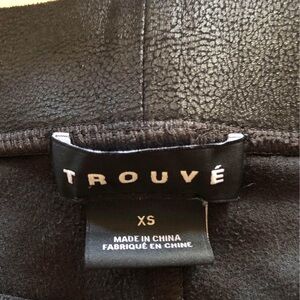 TROUVÉ
XS
MADE IN CHINA
FABRIQUÉ EN CHINE